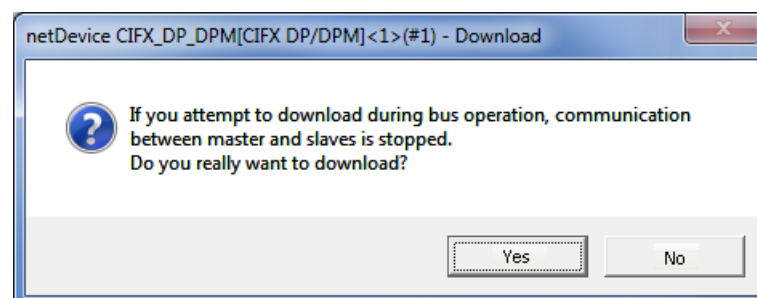 netDevice CIFX_DP_DPM[CIFX DP/DPM]<1>(#1) - Download
If you attempt to download during bus operation, communication
between master and slaves is stopped.
Do you really want to download?
Yes
No